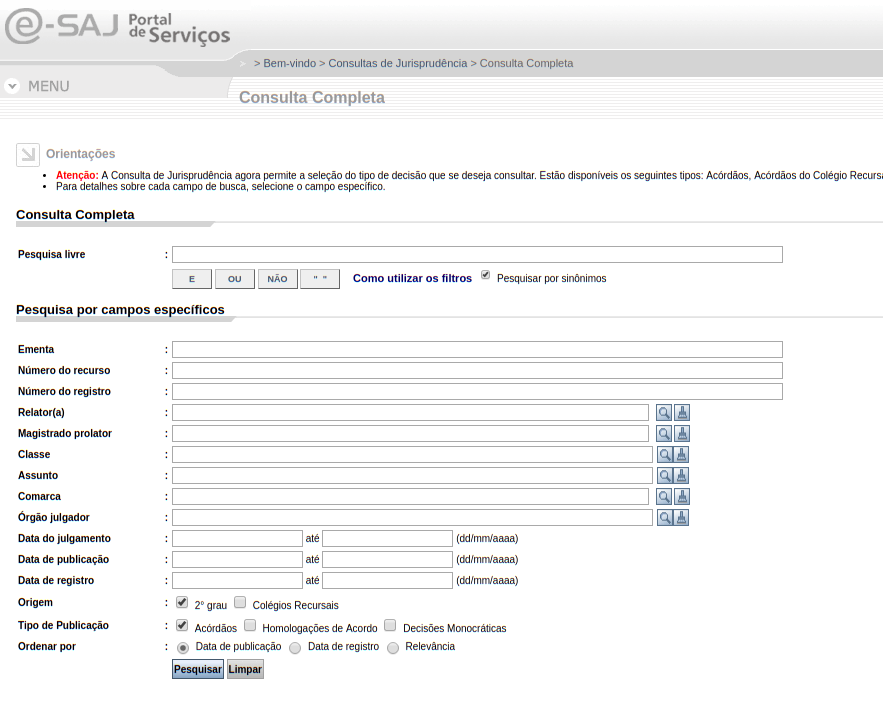 e-SAJ Portal de Serviços
> > Bem-vindo > Consultas de Jurisprudência > Consulta Completa
MENU
Consulta Completa
Orientações
Atenção: A Consulta de Jurisprudência agora permite a seleção do tipo de decisão que se deseja consultar. Estão disponíveis os seguintes tipos: Acórdãos, Acórdãos do Colégio
Para detalhes sobre cada campo de busca, selecione o campo específico.
Consulta Completa
Pesquisa livre :
E OU NÃO " " Como utilizar os filtros Pesquisar por sinônimos
Pesquisa por campos específicos
Ementa :
Número do recurso :
Número do registro :
Relator(a) :
Magistrado prolator :
Classe :
Assunto :
Comarca :
Órgão julgador :
Data do julgamento : até (dd/mm/aaaa)
Data de publicação : até (dd/mm/aaaa)
Data de registro : até (dd/mm/aaaa)
Origem : 2° grau Colégios Recursais
Tipo de Publicação : Acórdãos Homologações de Acordo Decisões Monocráticas
Ordenar por : Data de publicação Data de registro Relevância
Pesquisar Limpar